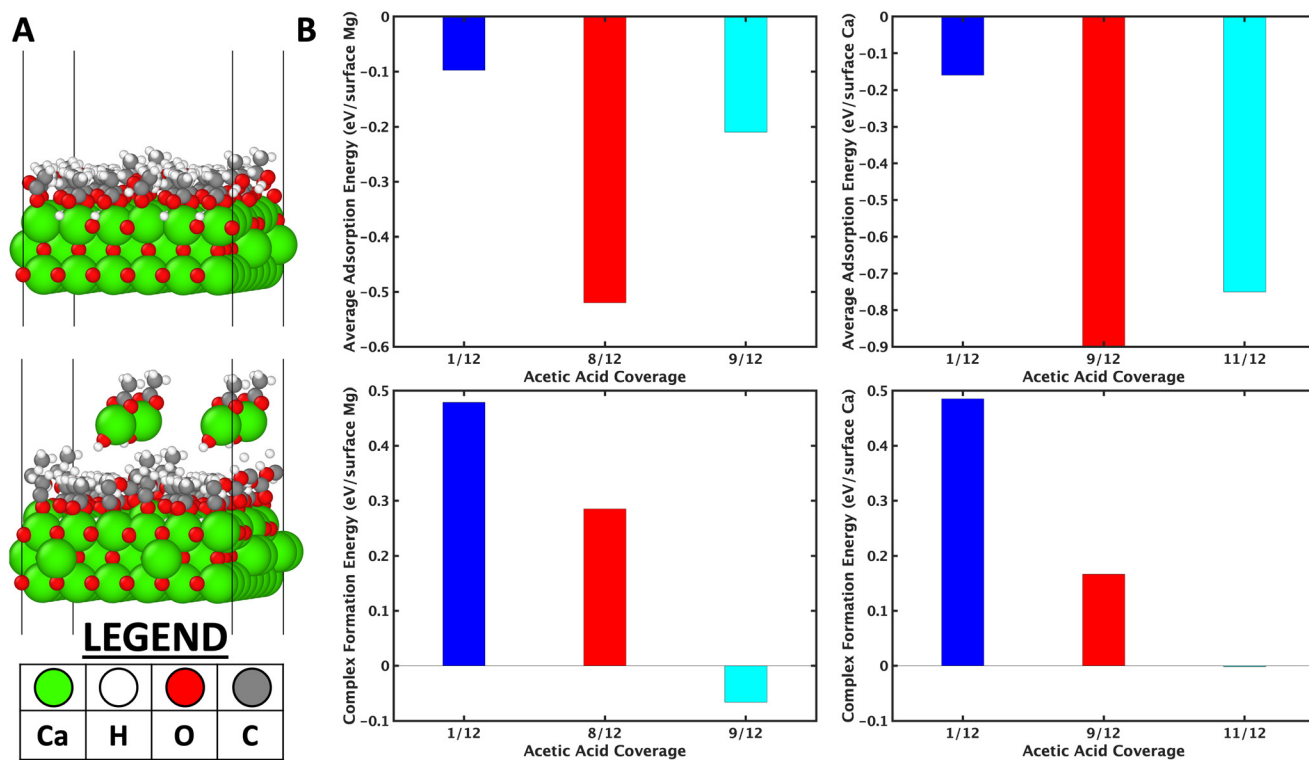 A
B
LEGEND
Ca H O C
Average Adsorption Energy (eV/surface Mg)
0
−0.1
−0.2
−0.3
−0.4
−0.5
−0.6
1/12 8/12 9/12
Acetic Acid Coverage
Average Adsorption Energy (eV/surface Ca)
0
−0.1
−0.2
−0.3
−0.4
−0.5
−0.6
−0.7
−0.8
−0.9
1/12 9/12 11/12
Acetic Acid Coverage
Complex Formation Energy (eV/surface Mg)
0.5
0.4
0.3
0.2
0.1
0
−0.1
1/12 8/12 9/12
Acetic Acid Coverage
Complex Formation Energy (eV/surface Ca)
0.5
0.4
0.3
0.2
0.1
0
−0.1
1/12 9/12 11/12
Acetic Acid Coverage